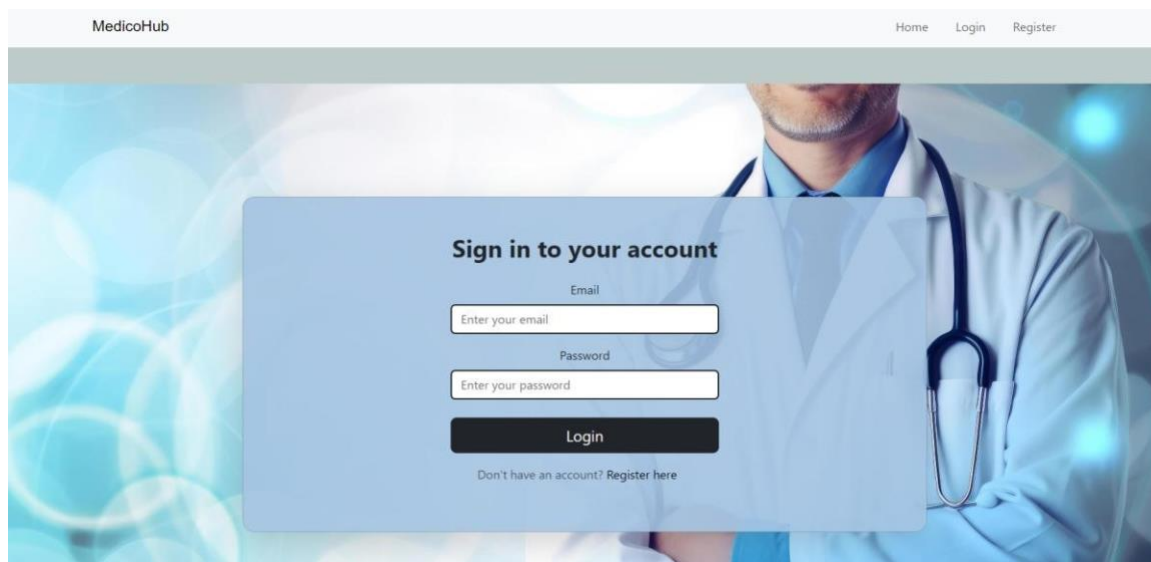 MedicoHub
Home Login Register
Sign in to your account
Email
Enter your email
Password
Enter your password
Login
Don't have an account? Register here